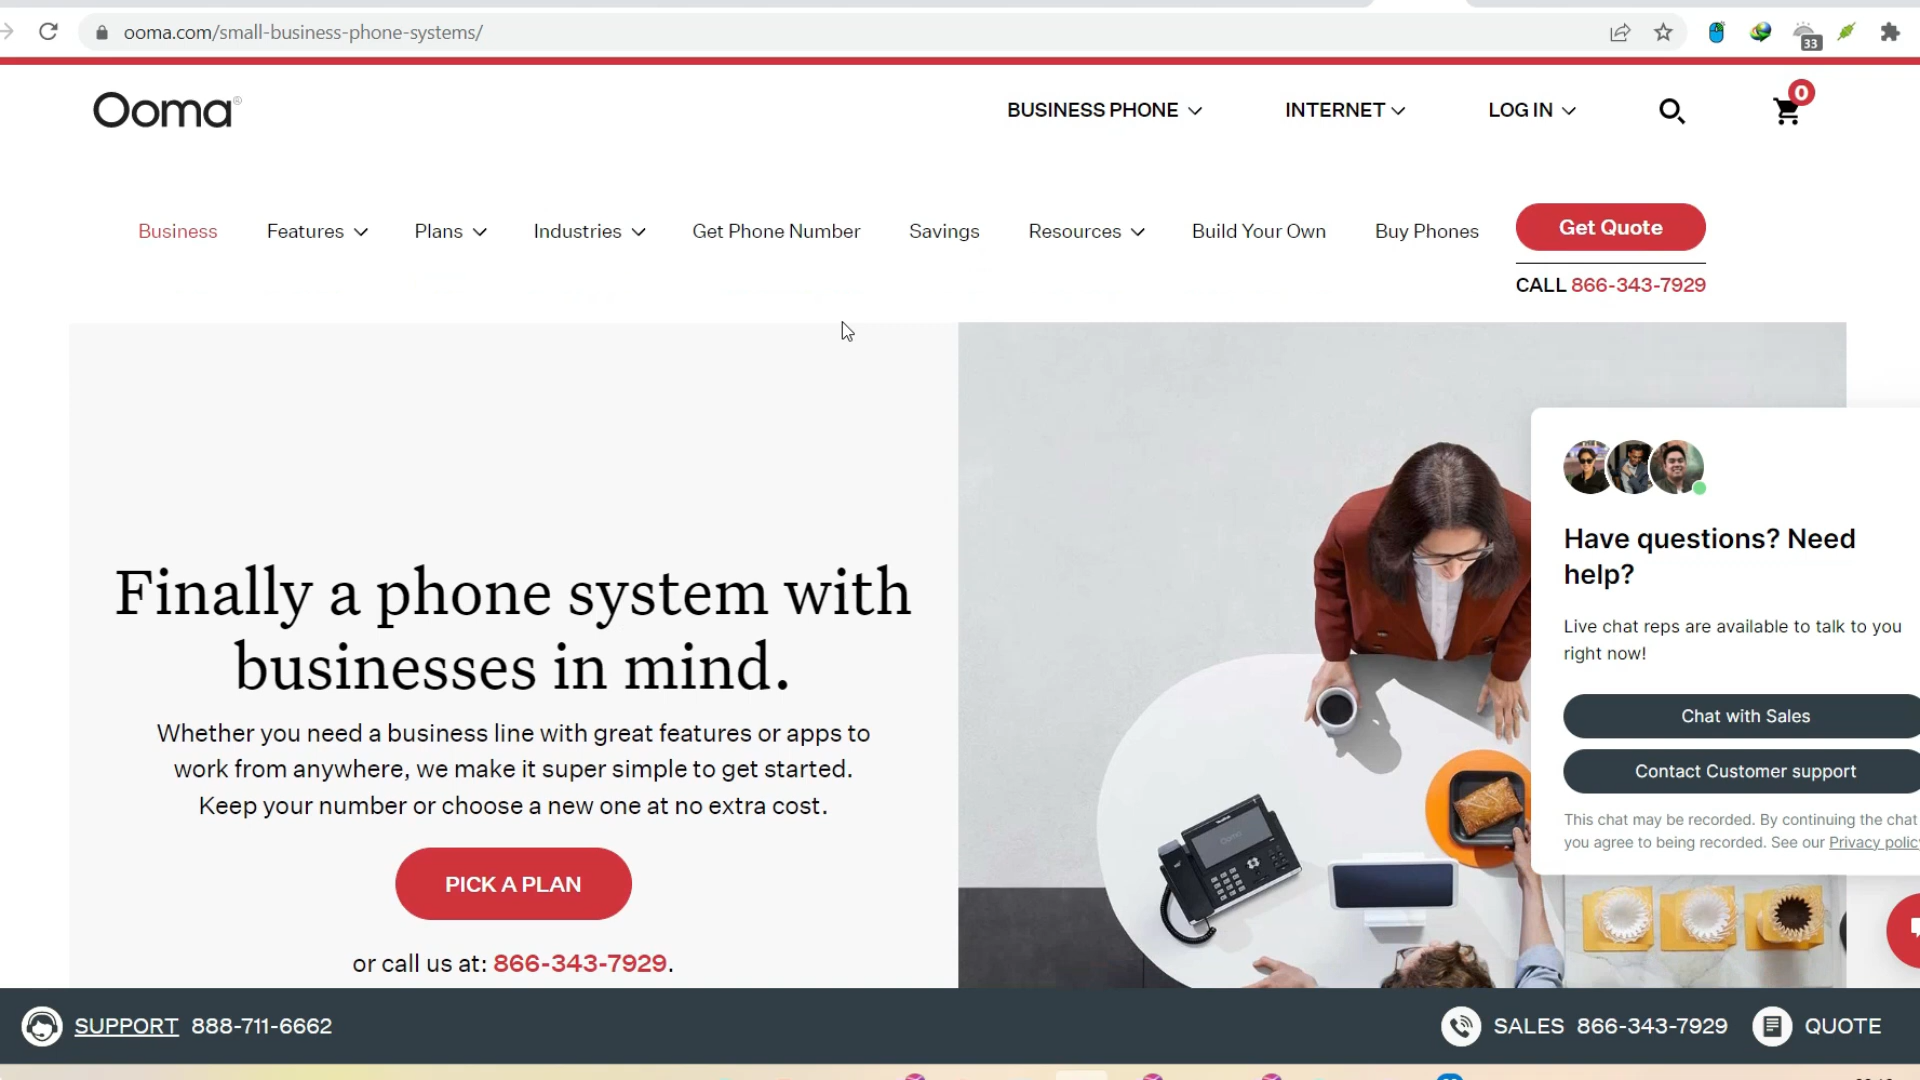 ooma.com/small-business-phone-systems/
33
Ooma®
BUSINESS PHONE
INTERNET
LOG IN
0
Business
Features
Plans
Industries
Get Phone Number
Savings
Resources
Build Your Own
Buy Phones
Get Quote
CALL 866-343-7929
Finally a phone system with
businesses in mind.
Whether you need a business line with great features or apps to
work from anywhere, we make it super simple to get started.
Keep your number or choose a new one at no extra cost.
PICK A PLAN
or call us at: 866-343-7929.
Ooma
Have questions? Need
help?
Live chat reps are available to talk to you
right now!
Chat with Sales
Contact Customer support
This chat may be recorded. By continuing the chat
you agree to being recorded. See our Privacy policy
SUPPORT 888-711-6662
SALES 866-343-7929
QUOTE